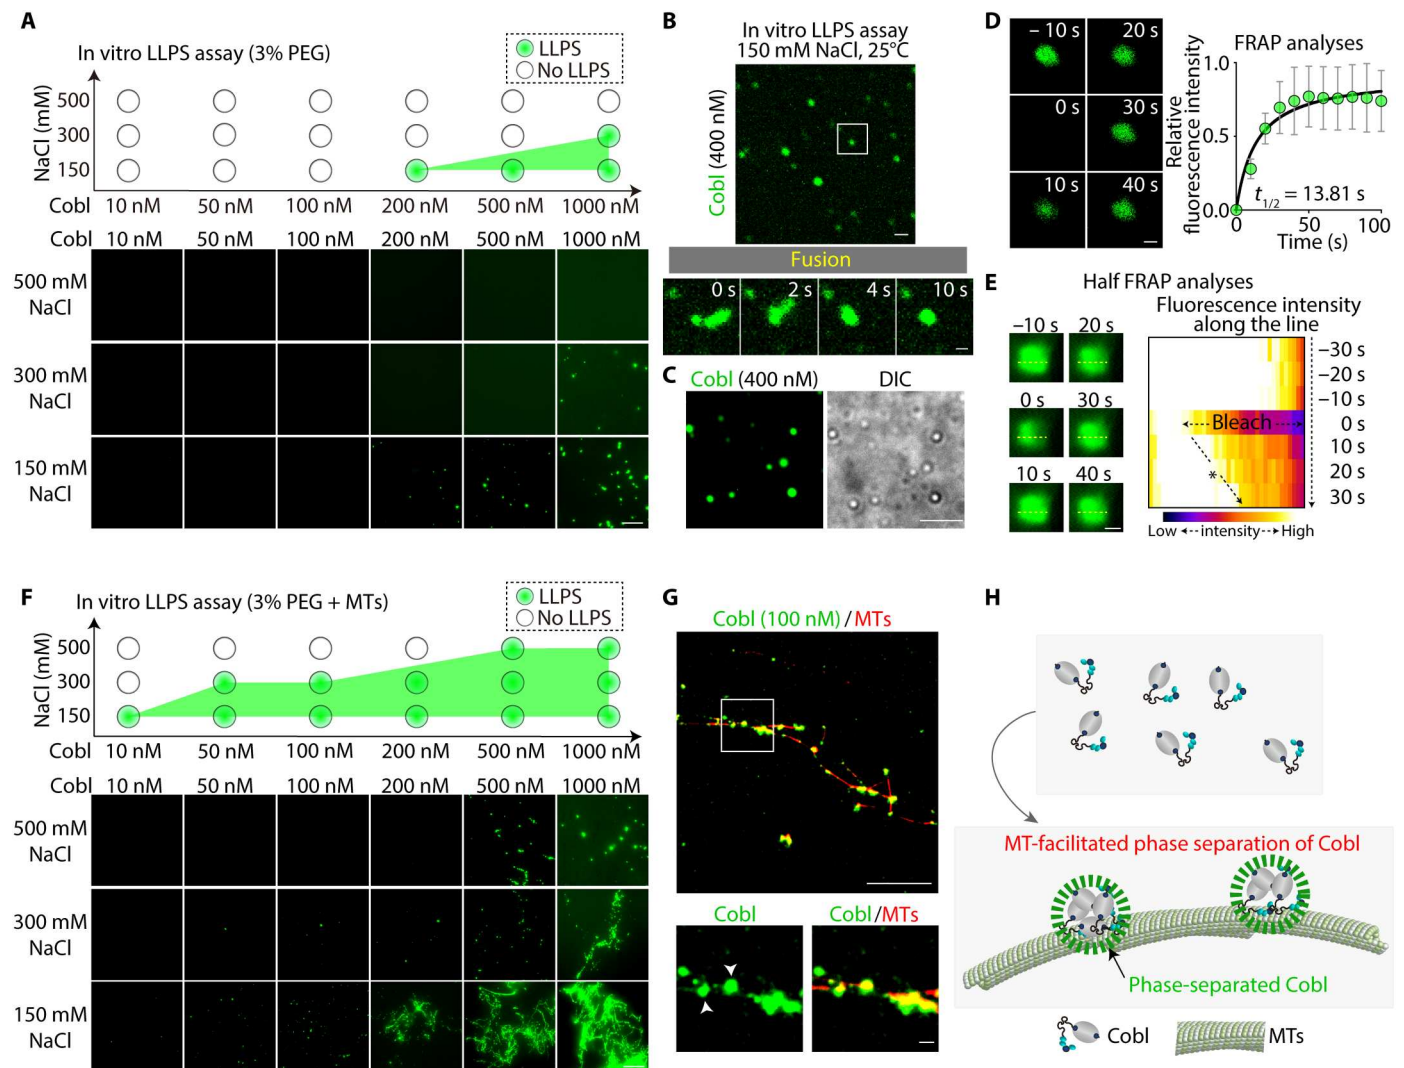 A
In vitro LLPS assay (3% PEG)
LLPS
No LLPS
NaCl (mM)
500
300
150
Cobl 10 nM 50 nM 100 nM 200 nM 500 nM 1000 nM
Cobl 10 nM 50 nM 100 nM 200 nM 500 nM 1000 nM
500 mM
NaCl
300 mM
NaCl
150 mM
NaCl
B
In vitro LLPS assay
150 mM NaCl, 25°C
Cobl (400 nM)
Fusion
0 s 2 s 4 s 10 s
C
Cobl (400 nM) DIC
D
– 10 s 20 s
0 s 30 s
10 s 40 s
FRAP analyses
Relative
fluorescence intensity
1.0
0.5
0.0
t1/2 = 13.81 s
0 50 100
Time (s)
E
Half FRAP analyses
Fluorescence intensity
along the line
–10 s 20 s
0 s 30 s
10 s 40 s
–30 s
–20 s
–10 s
Bleach 0 s
10 s
* 20 s
30 s
Low intensity High
F
In vitro LLPS assay (3% PEG + MTs)
LLPS
No LLPS
NaCl (mM)
500
300
150
Cobl 10 nM 50 nM 100 nM 200 nM 500 nM 1000 nM
Cobl 10 nM 50 nM 100 nM 200 nM 500 nM 1000 nM
500 mM
NaCl
300 mM
NaCl
150 mM
NaCl
G
Cobl (100 nM) / MTs
Cobl Cobl/MTs
H
MT-facilitated phase separation of Cobl
Phase-separated Cobl
Cobl MTs